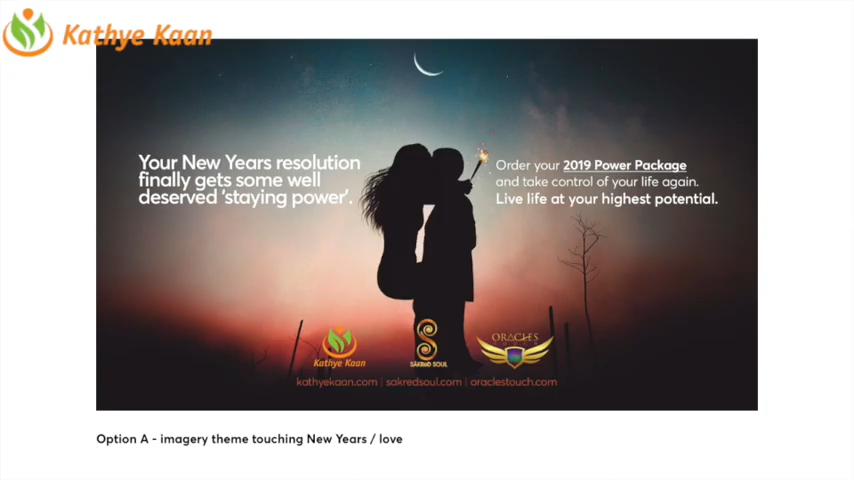 Kathye Kaan
Your New Years resolution
finally gets some well
deserved 'staying power'.
Order your 2019 Power Package
and take control of your life again.
Live life at your highest potential.
Kathye Kaan
SAKReD SOUL
ORACLES
kathyekaan.com | sakredsoul.com | oraclestouch.com
Option A - imagery theme touching New Years / love